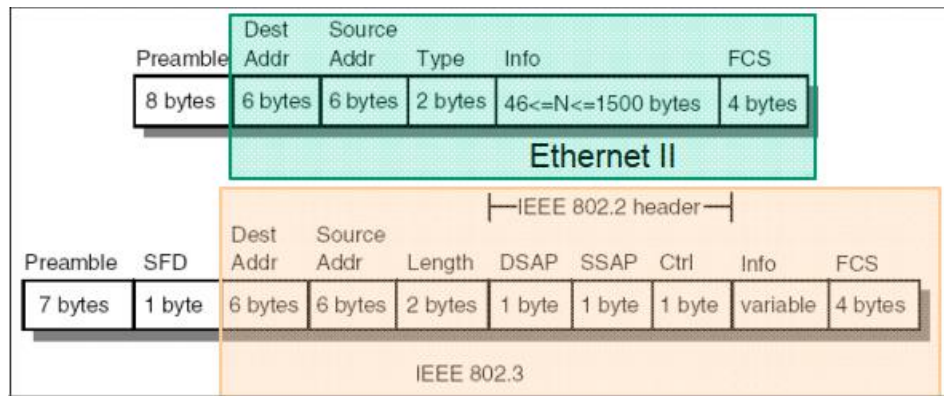 Dest Source
Preamble Addr Addr Type Info FCS
8 bytes 6 bytes 6 bytes 2 bytes 46<=N<=1500 bytes 4 bytes
Ethernet II
IEEE 802.2 header
Dest Source
Preamble SFD Addr Addr Length DSAP SSAP Ctrl Info FCS
7 bytes 1 byte 6 bytes 6 bytes 2 bytes 1 byte 1 byte 1 byte variable 4 bytes
IEEE 802.3